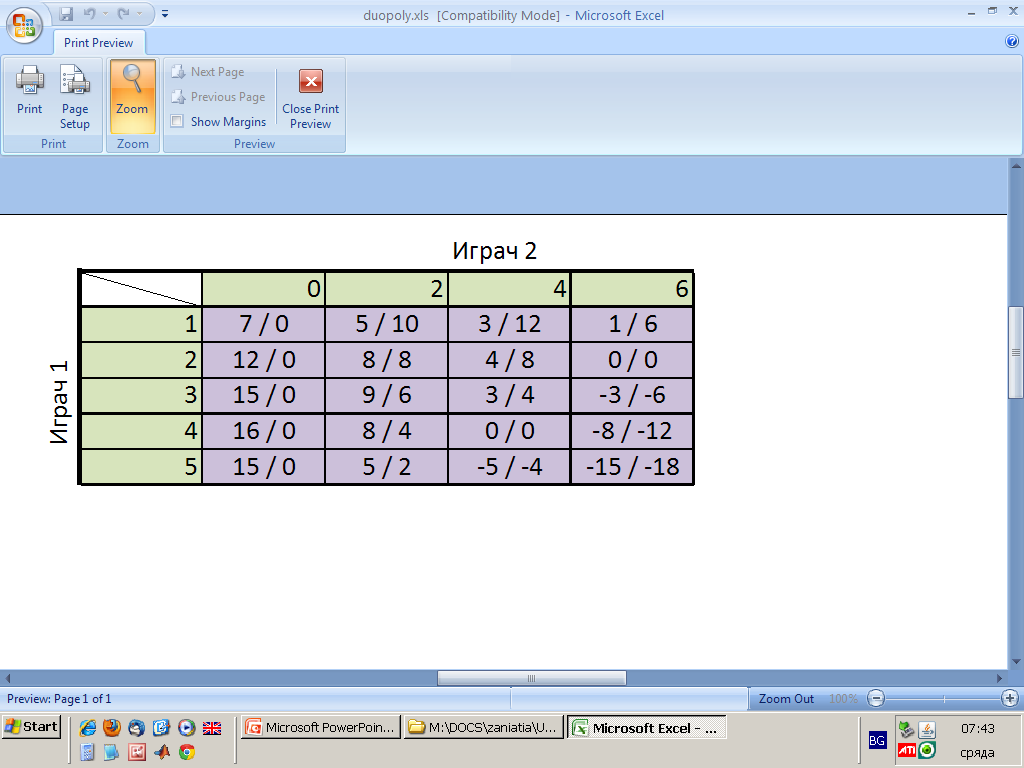 duopoly.xls [Compatibility Mode] - Microsoft Excel
Print Preview
Print
Page Setup
Zoom
Next Page
Previous Page
Show Margins
Close Print Preview
Print
Zoom
Preview
Играч 2
0 2 4 6
Играч 1
1 7 / 0 5 / 10 3 / 12 1 / 6
2 12 / 0 8 / 8 4 / 8 0 / 0
3 15 / 0 9 / 6 3 / 4 -3 / -6
4 16 / 0 8 / 4 0 / 0 -8 / -12
5 15 / 0 5 / 2 -5 / -4 -15 / -18
Preview: Page 1 of 1
Zoom Out 100%
Start
Microsoft PowerPoin...
M:\DOCS\zaniatia\U...
Microsoft Excel - ...
BG
ATI
07:43
сряда